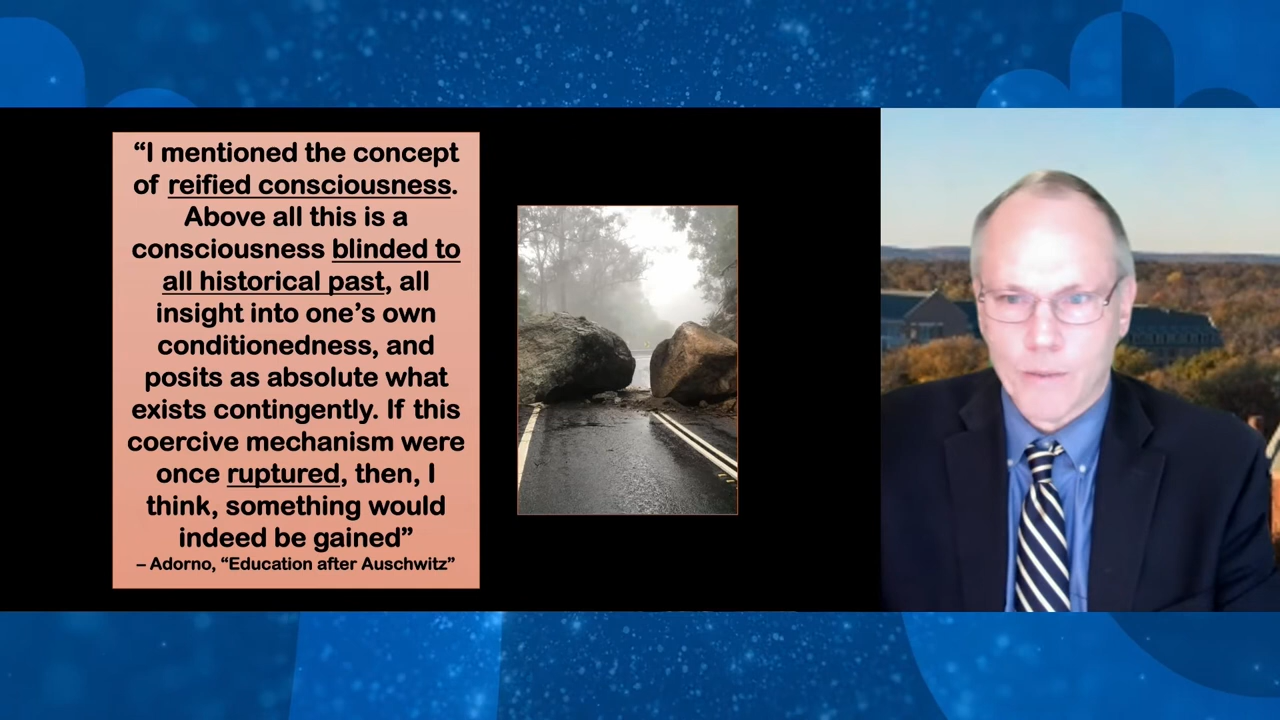 “I mentioned the concept
of reified consciousness.
Above all this is a
consciousness blinded to
all historical past, all
insight into one’s own
conditionedness, and
posits as absolute what
exists contingently. If this
coercive mechanism were
once ruptured, then, I
think, something would
indeed be gained”
– Adorno, “Education after Auschwitz”